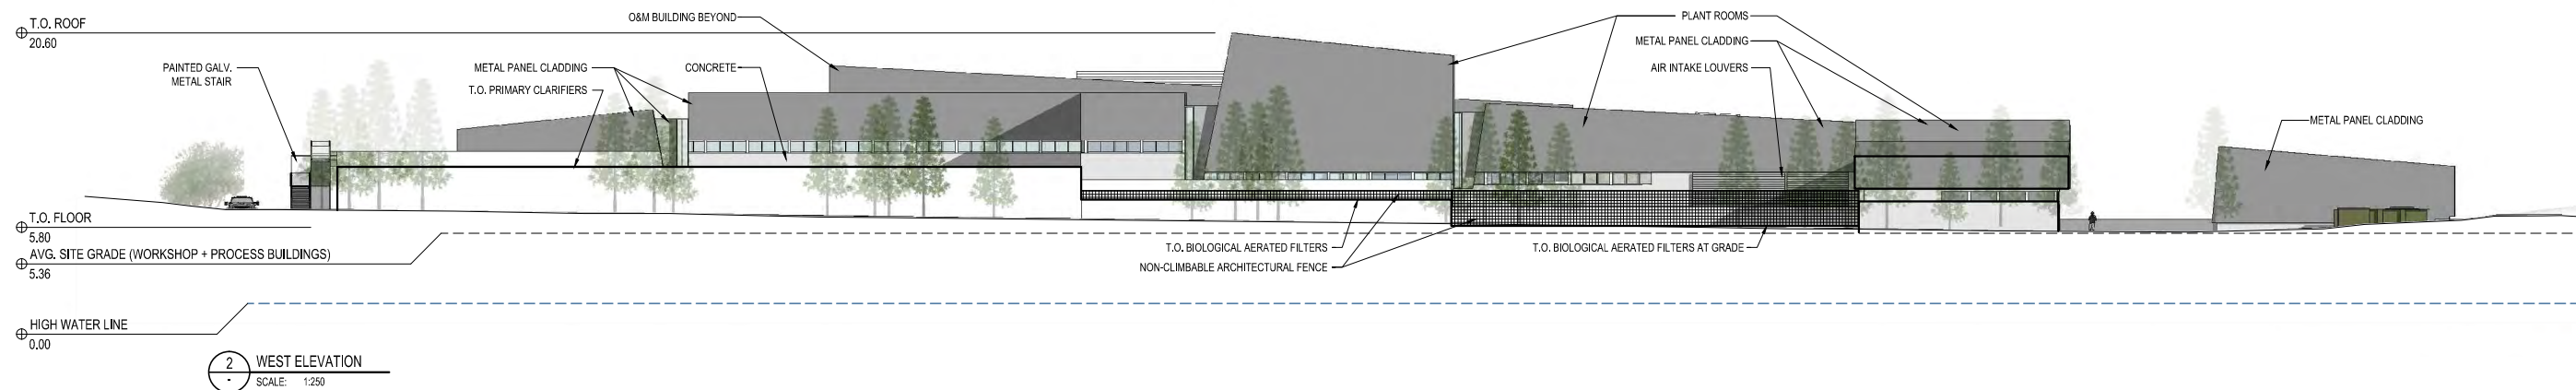 T.O. ROOF
20.60
O&M BUILDING BEYOND
PLANT ROOMS
METAL PANEL CLADDING
PAINTED GALV.
METAL STAIR
METAL PANEL CLADDING
CONCRETE
AIR INTAKE LOUVERS
T.O. PRIMARY CLARIFIERS
METAL PANEL CLADDING
T.O. FLOOR
5.80
AVG. SITE GRADE (WORKSHOP + PROCESS BUILDINGS)
5.36
T.O. BIOLOGICAL AERATED FILTERS
T.O. BIOLOGICAL AERATED FILTERS AT GRADE
NON-CLIMBABLE ARCHITECTURAL FENCE
HIGH WATER LINE
0.00
2
-
WEST ELEVATION
SCALE: 1:250